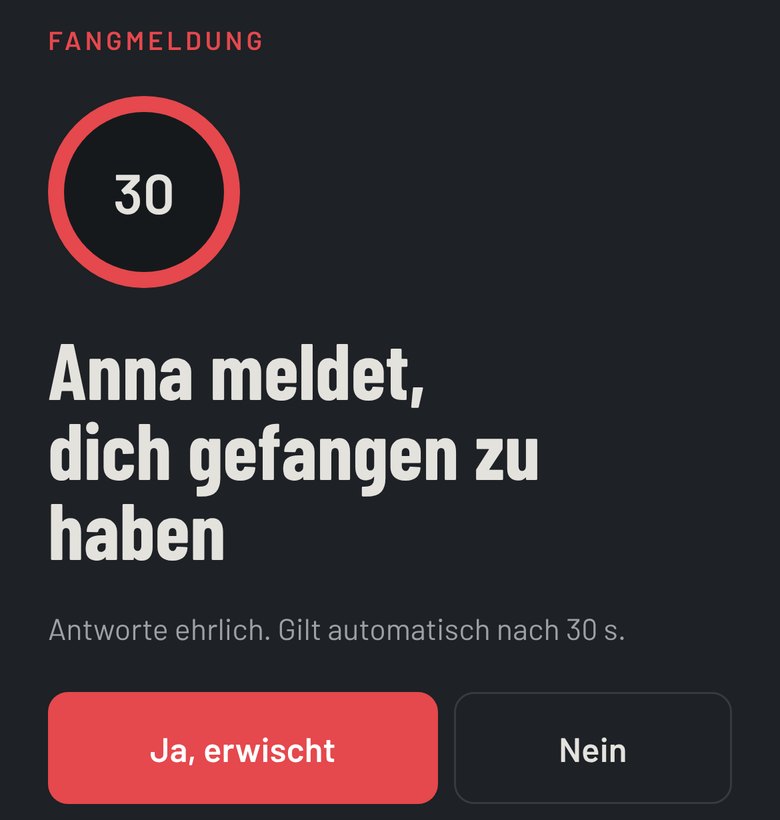 FANGMELDUNG
30
Anna meldet,
dich gefangen zu
haben
Antworte ehrlich. Gilt automatisch nach 30 s.
Ja, erwischt
Nein